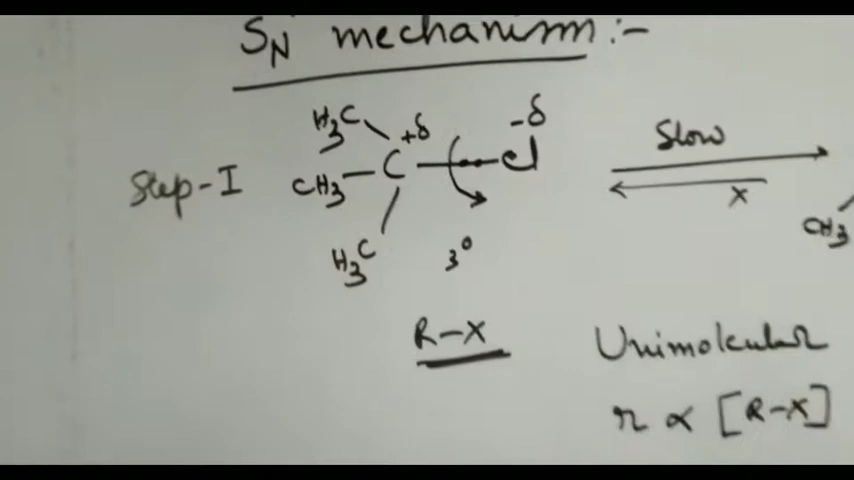 SN mechanism :-
H3C +δ -δ Slow
Step-I CH3 — C — Cl x
H3C 3° CH3
R-X Unimolecular
r ∝ [R-X]